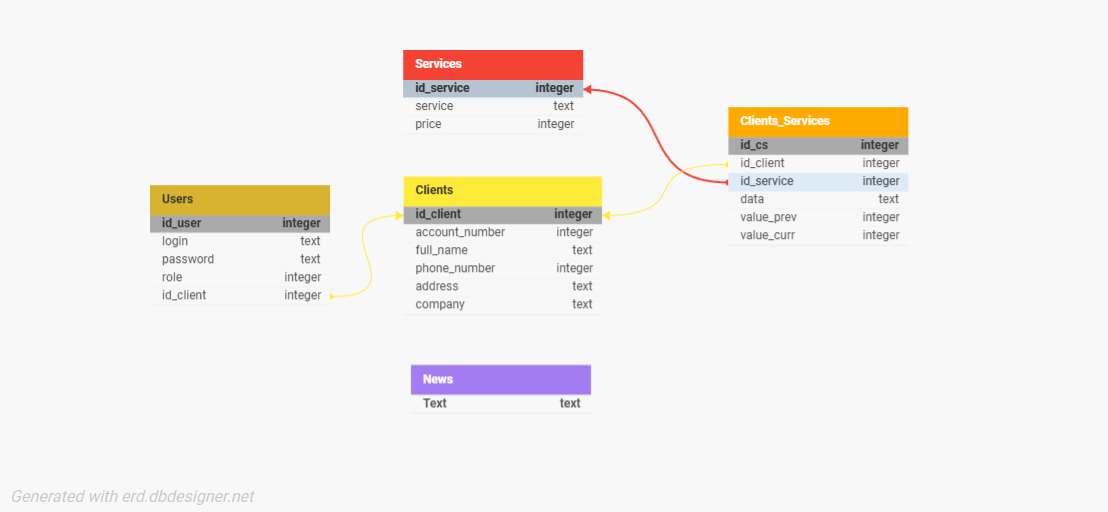 Services
id_service integer
service text
price integer
Clients_Services
id_cs integer
id_client integer
id_service integer
data text
value_prev integer
value_curr integer
Users
id_user integer
login text
password text
role integer
id_client integer
Clients
id_client integer
account_number integer
full_name text
phone_number integer
address text
company text
News
Text text
Generated with erd.dbdesigner.net